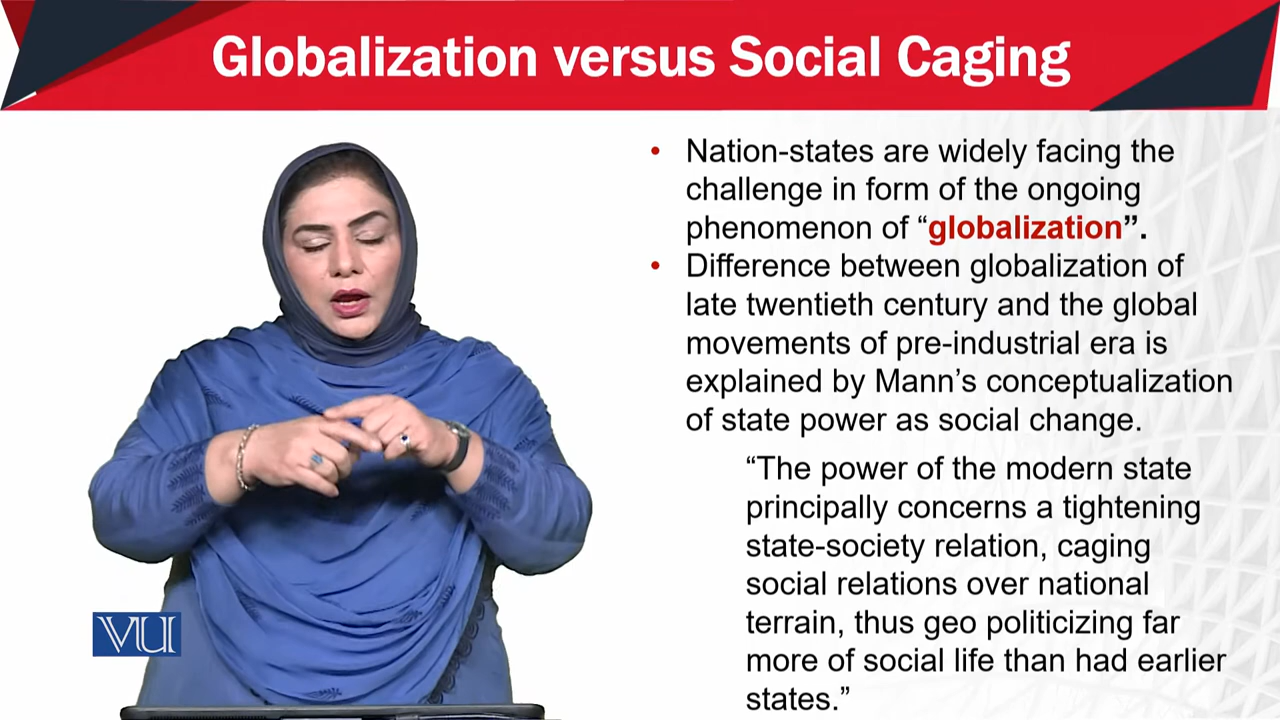 Globalization versus Social Caging
• Nation-states are widely facing the
challenge in form of the ongoing
phenomenon of “globalization”.
• Difference between globalization of
late twentieth century and the global
movements of pre-industrial era is
explained by Mann’s conceptualization
of state power as social change.
“The power of the modern state
principally concerns a tightening
state-society relation, caging
social relations over national
terrain, thus geo politicizing far
more of social life than had earlier
states.”
VU